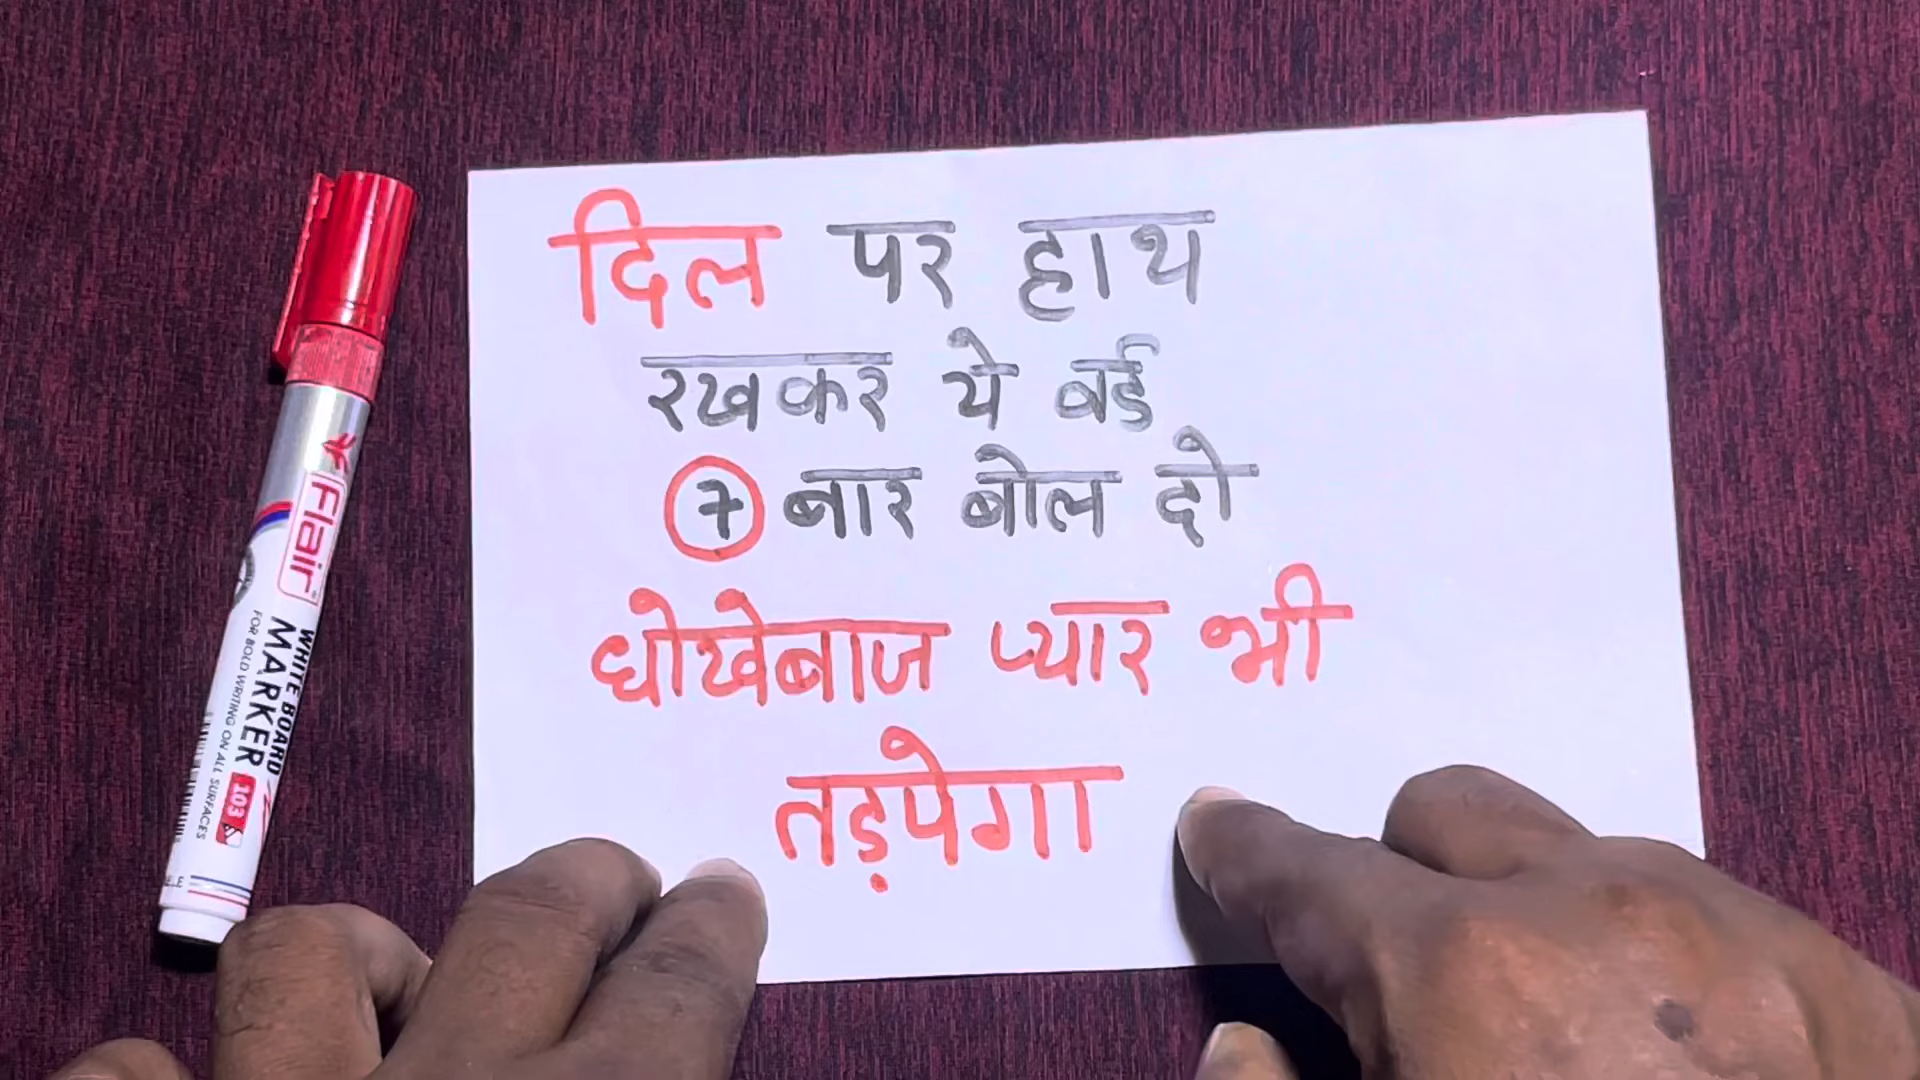 दिल पर हाथ
रखकर ये वर्ड
7 बार बोल दो
धोखेबाज प्यार भी
तड़पेगा
Flair
WHITE BOARD
MARKER
FOR BOLD WRITING ON ALL SURFACES
103